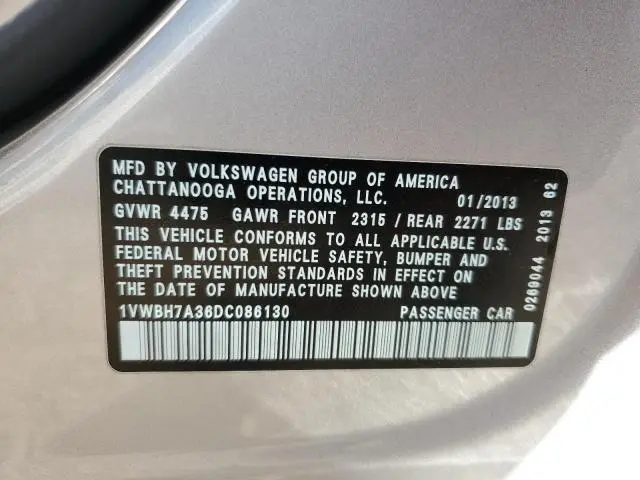 MFD BY VOLKSWAGEN GROUP OF AMERICA
CHATTANOOGA OPERATIONS, LLC. 01/2013
GVWR 4475 GAWR FRONT 2315 / REAR 2271 LBS
THIS VEHICLE CONFORMS TO ALL APPLICABLE U.S.
FEDERAL MOTOR VEHICLE SAFETY, BUMPER AND
THEFT PREVENTION STANDARDS IN EFFECT ON
THE DATE OF MANUFACTURE SHOWN ABOVE
1VWBH7A36DC086130 PASSENGER CAR
0269044 2013 62